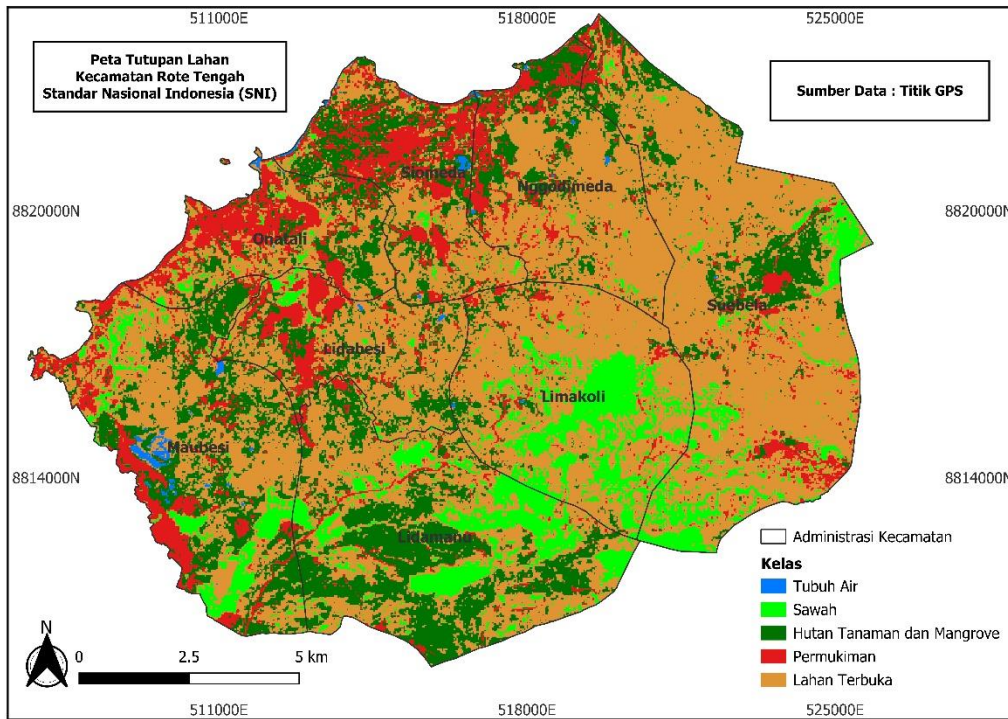 511000E
518000E
525000E
Peta Tutupan Lahan
Kecamatan Rote Tengah
Standar Nasional Indonesia (SNI)
Sumber Data : Titik GPS
Siomeda
Nggodimeda
8820000N
8820000N
Onatali
Suebela
Lidabesi
Limakoli
Maubesi
8814000N
8814000N
Lidamanu
Administrasi Kecamatan
Kelas
Tubuh Air
Sawah
Hutan Tanaman dan Mangrove
Permukiman
Lahan Terbuka
N
0
2.5
5 km
511000E
518000E
525000E